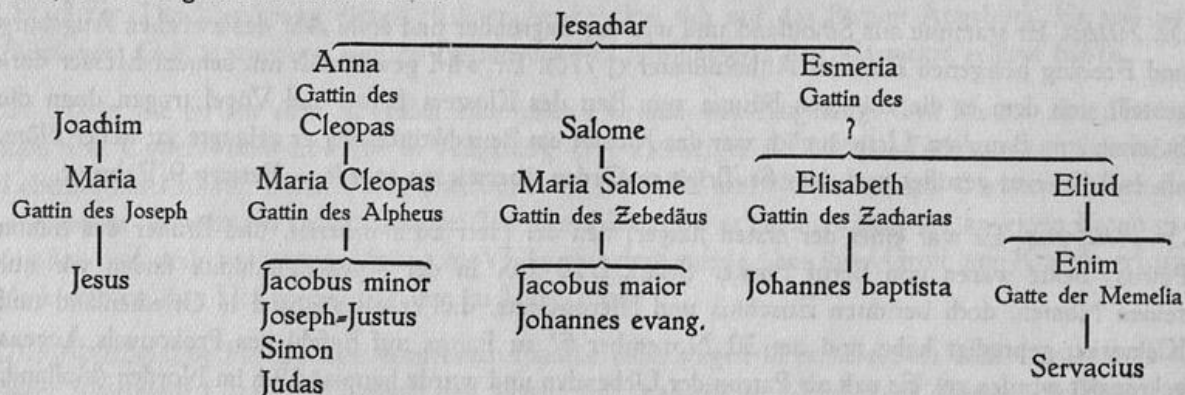 Jesachar
Anna Esmeria
Gattin des Gattin des
Joachim Cleopas Salome ?
Maria Maria Cleopas Maria Salome Elisabeth Eliud
Gattin des Joseph Gattin des Alpheus Gattin des Zebedäus Gattin des Zacharias
Enim
Jesus Jacobus minor Jacobus maior Johannes baptista Gatte der Memelia
Joseph-Justus Johannes evang.
Simon
Servacius
Judas